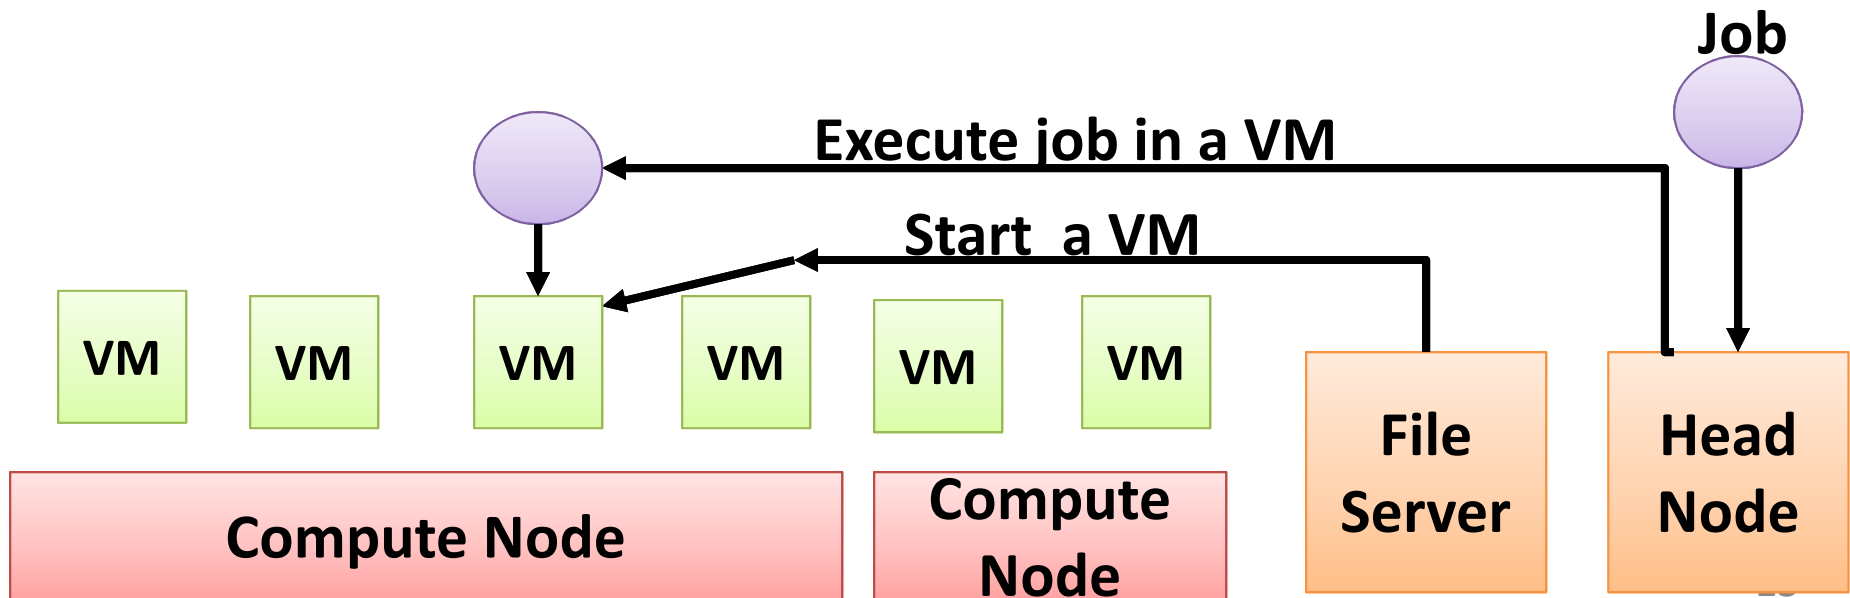 Job
Execute job in a VM
Start a VM
VM
VM
VM
VM
VM
VM
File
Server
Head
Node
Compute Node
Compute
Node